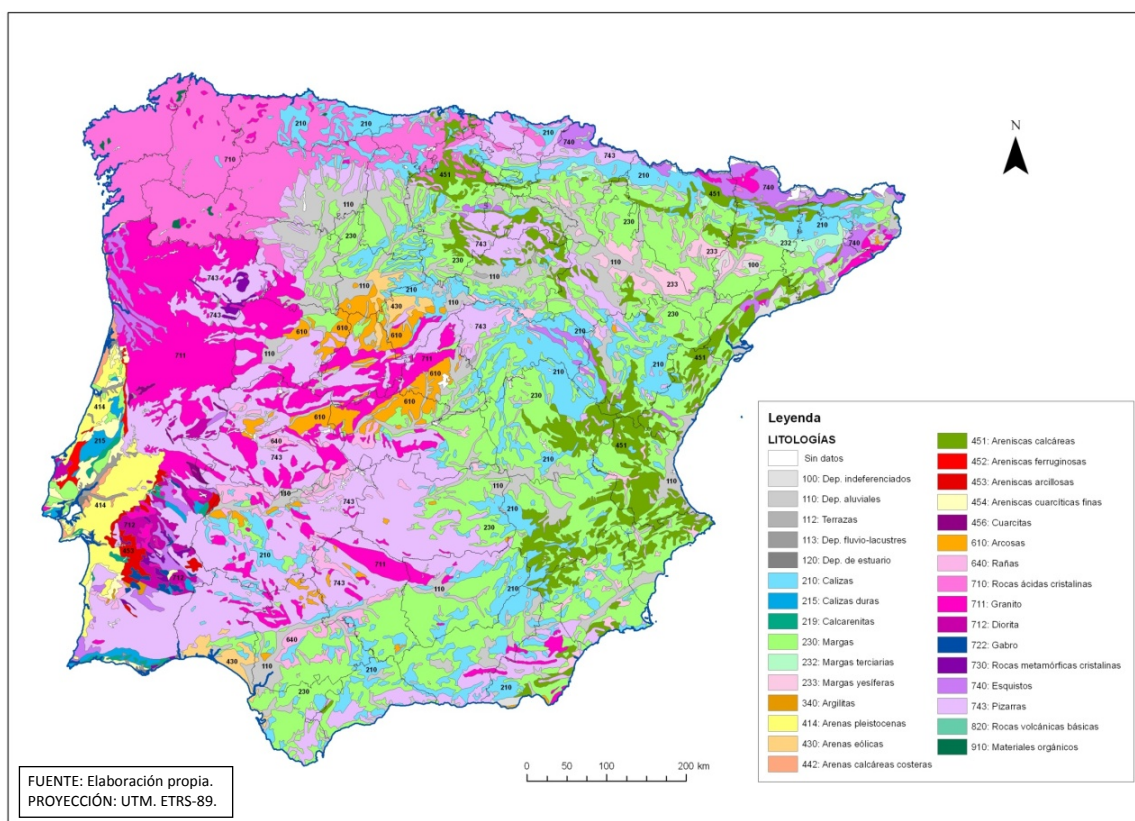 N
Leyenda
LITOLOGÍAS
Sin datos
100: Dep. indeferenciados
110: Dep. aluviales
112: Terrazas
113: Dep. fluvio-lacustres
120: Dep. de estuario
210: Calizas
215: Calizas duras
219: Calcarenitas
230: Margas
232: Margas terciarias
233: Margas yesíferas
340: Argilitas
414: Arenas pleistocenas
430: Arenas eólicas
442: Arenas calcáreas costeras
451: Areniscas calcáreas
452: Areniscas ferruginosas
453: Areniscas arcillosas
454: Areniscas cuarcíticas finas
456: Cuarcitas
610: Arcosas
640: Rañas
710: Rocas ácidas cristalinas
711: Granito
712: Diorita
722: Gabro
730: Rocas metamórficas cristalinas
740: Esquistos
743: Pizarras
820: Rocas volcánicas básicas
910: Materiales orgánicos
0 50 100 200 km
FUENTE: Elaboración propia.
PROYECCIÓN: UTM. ETRS-89.